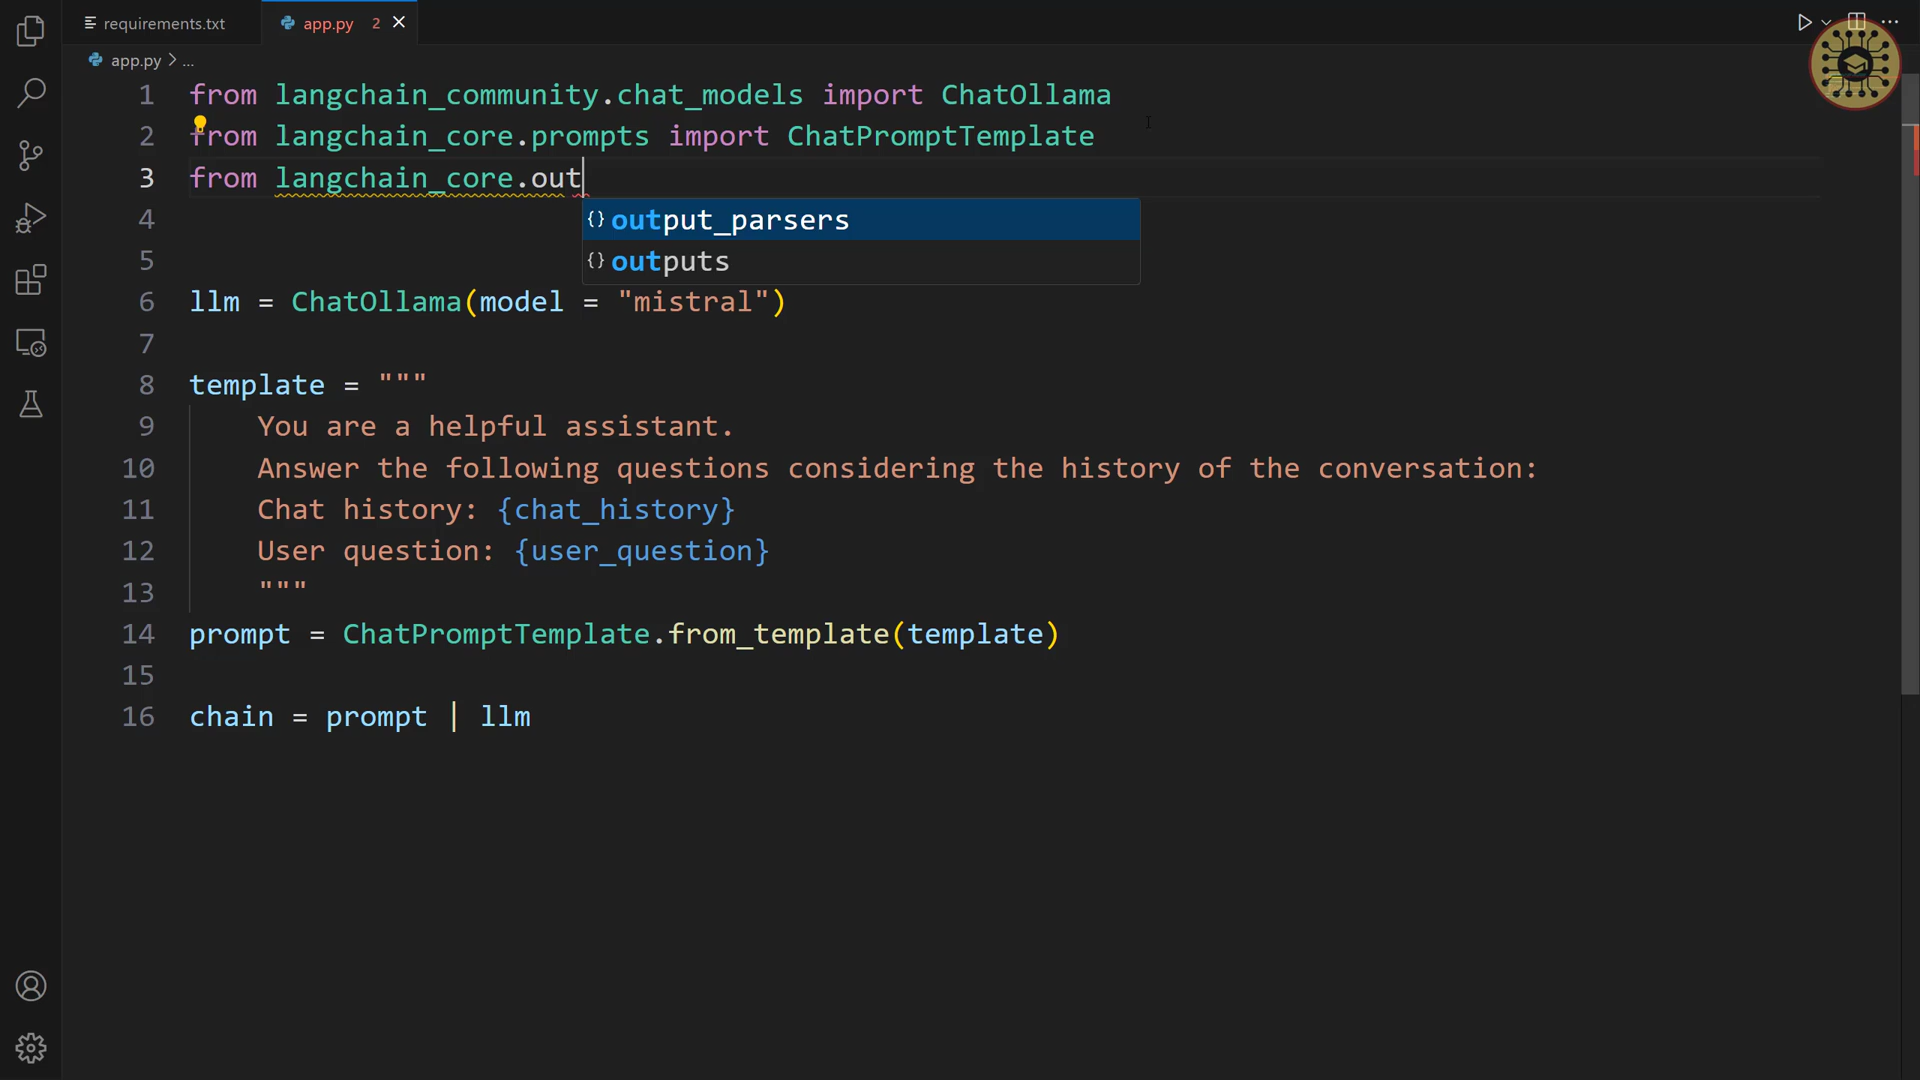 requirements.txt
app.py 2
app.py > ...
1 from langchain_community.chat_models import ChatOllama
2 from langchain_core.prompts import ChatPromptTemplate
3 from langchain_core.out
output_parsers
outputs
4
5
6 llm = ChatOllama(model = "mistral")
7
8 template = """
9 You are a helpful assistant.
10 Answer the following questions considering the history of the conversation:
11 Chat history: {chat_history}
12 User question: {user_question}
13 """
14 prompt = ChatPromptTemplate.from_template(template)
15
16 chain = prompt | llm